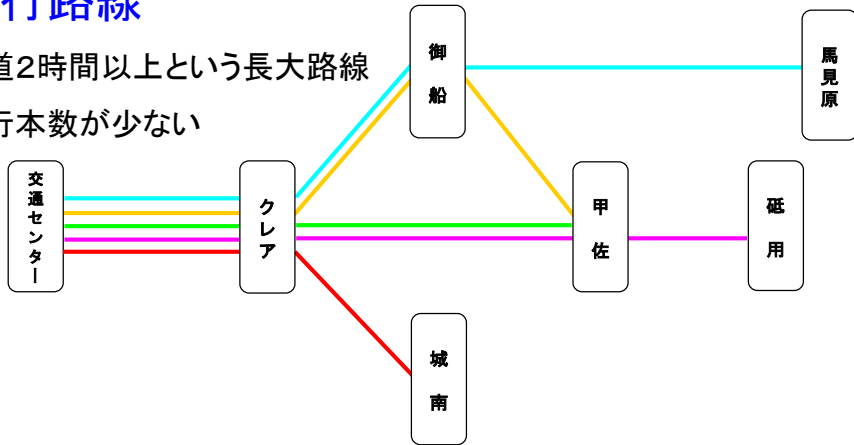 行路線
道2時間以上という長大路線
行本数が少ない
御船
馬見原
交通センター
クレア
甲佐
砥用
城南